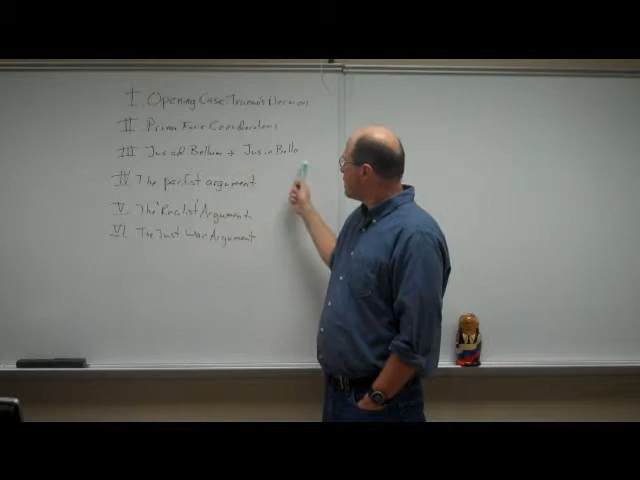 I Opening Case: Truman's Decision
II Prima Facie Considerations
III Jus ad Bellum + Jus in Bello
IV The pacifist argument
V The Realist Argument
VI The Just War Argument